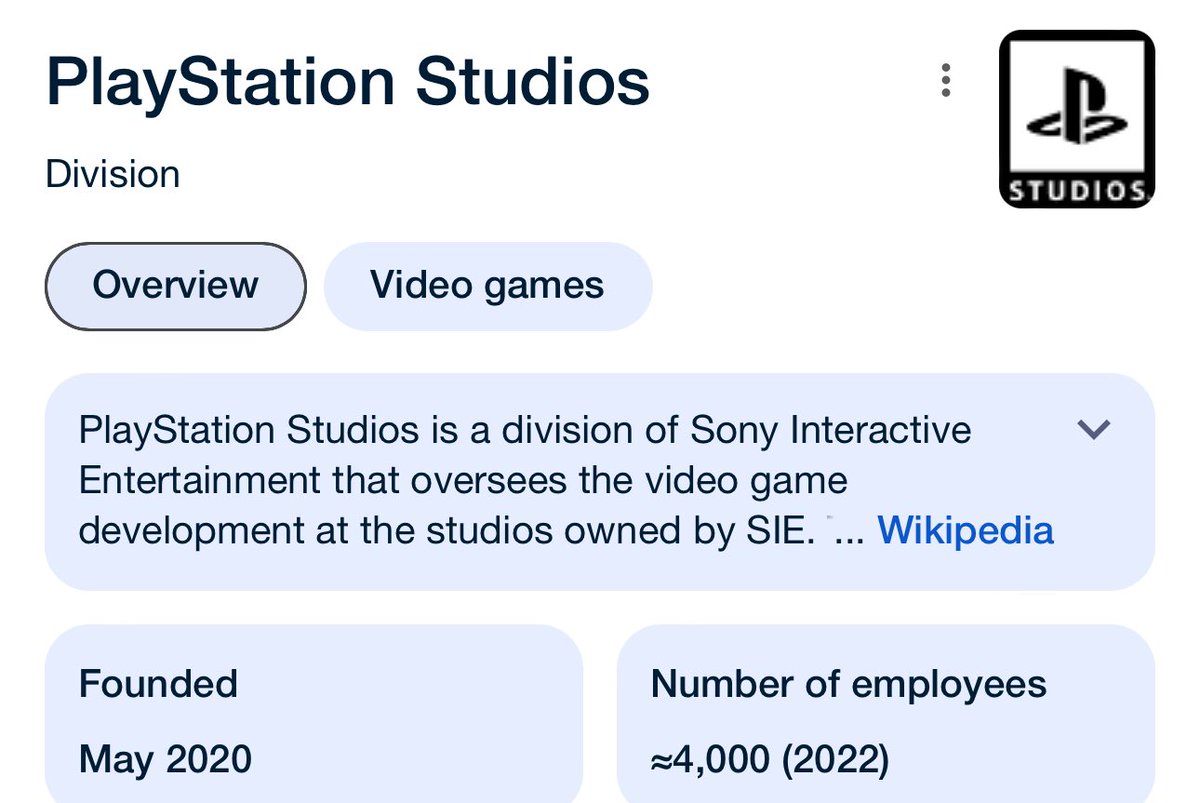 PlayStation Studios
STUDIOS
Division
Overview
Video games
PlayStation Studios is a division of Sony Interactive
Entertainment that oversees the video game
development at the studios owned by SIE. ... Wikipedia
Founded
May 2020
Number of employees
≈4,000 (2022)